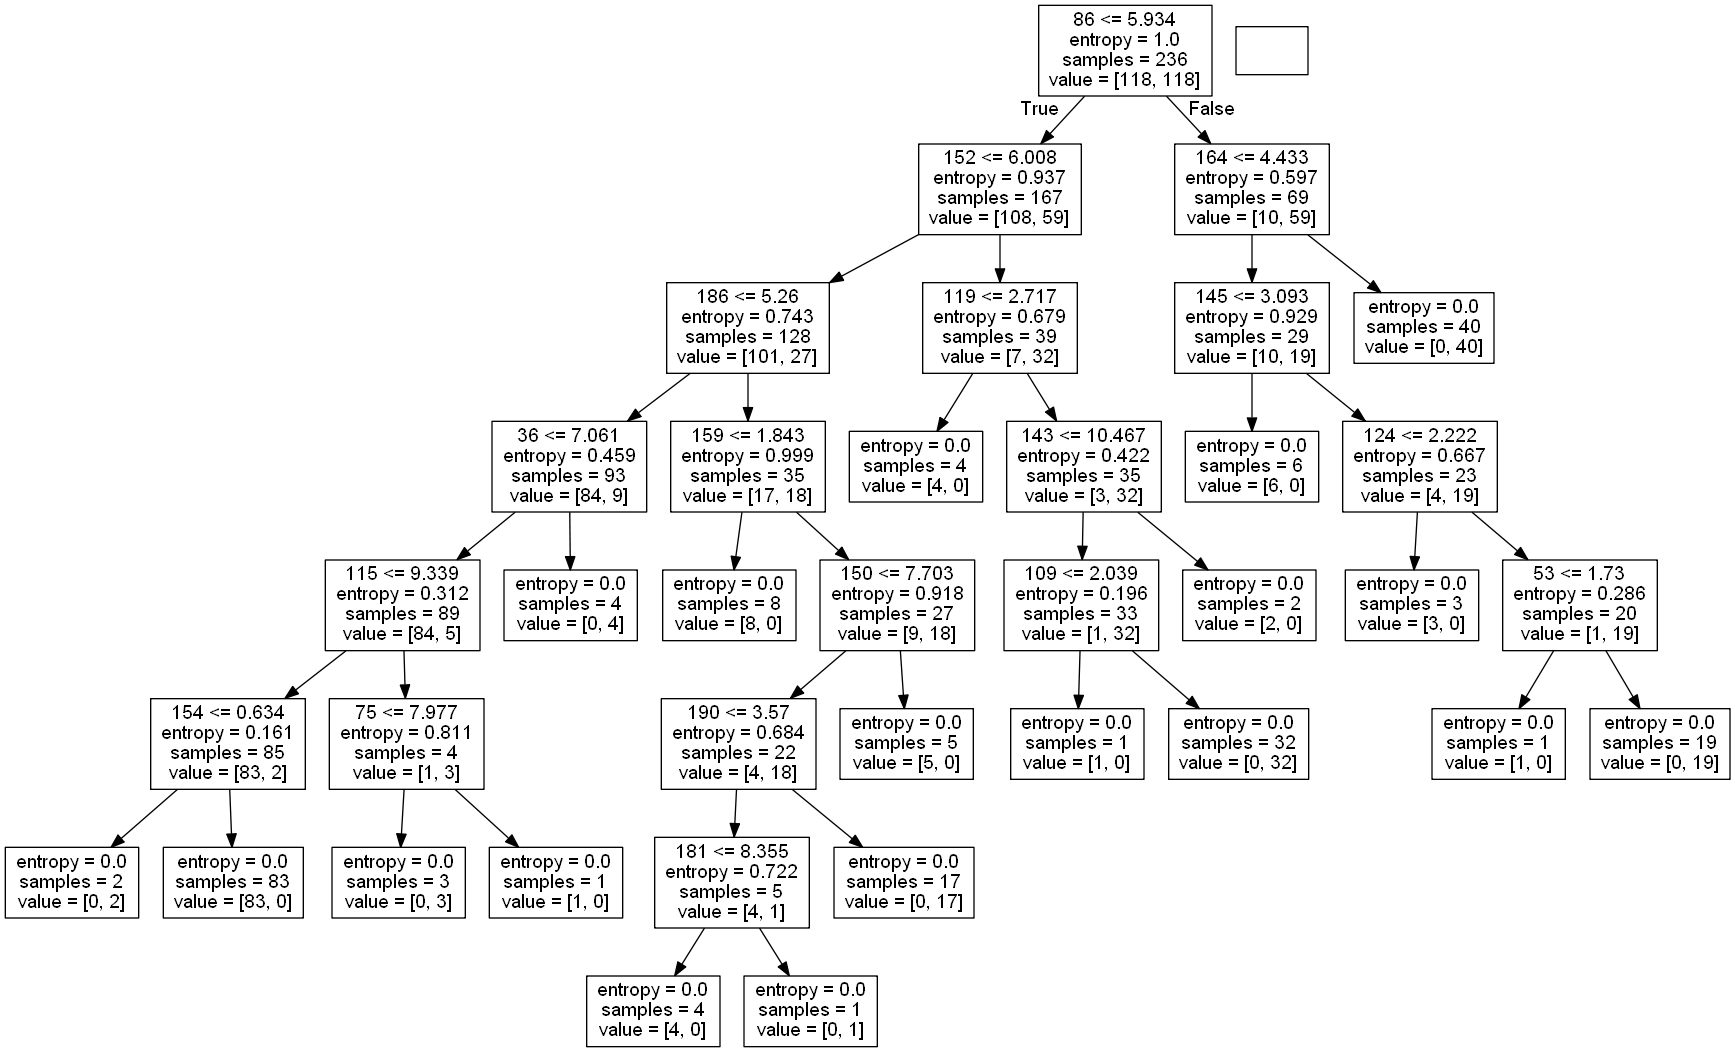 86 <= 5.934
entropy = 1.0
samples = 236
value = [118, 118]
True
False
152 <= 6.008
entropy = 0.937
samples = 167
value = [108, 59]
164 <= 4.433
entropy = 0.597
samples = 69
value = [10, 59]
186 <= 5.26
entropy = 0.743
samples = 128
value = [101, 27]
119 <= 2.717
entropy = 0.679
samples = 39
value = [7, 32]
145 <= 3.093
entropy = 0.929
samples = 29
value = [10, 19]
entropy = 0.0
samples = 40
value = [0, 40]
36 <= 7.061
entropy = 0.459
samples = 93
value = [84, 9]
159 <= 1.843
entropy = 0.999
samples = 35
value = [17, 18]
entropy = 0.0
samples = 4
value = [4, 0]
143 <= 10.467
entropy = 0.422
samples = 35
value = [3, 32]
entropy = 0.0
samples = 6
value = [6, 0]
124 <= 2.222
entropy = 0.667
samples = 23
value = [4, 19]
115 <= 9.339
entropy = 0.312
samples = 89
value = [84, 5]
entropy = 0.0
samples = 4
value = [0, 4]
entropy = 0.0
samples = 8
value = [8, 0]
150 <= 7.703
entropy = 0.918
samples = 27
value = [9, 18]
109 <= 2.039
entropy = 0.196
samples = 33
value = [1, 32]
entropy = 0.0
samples = 2
value = [2, 0]
entropy = 0.0
samples = 3
value = [3, 0]
53 <= 1.73
entropy = 0.286
samples = 20
value = [1, 19]
154 <= 0.634
entropy = 0.161
samples = 85
value = [83, 2]
75 <= 7.977
entropy = 0.811
samples = 4
value = [1, 3]
190 <= 3.57
entropy = 0.684
samples = 22
value = [4, 18]
entropy = 0.0
samples = 5
value = [5, 0]
entropy = 0.0
samples = 1
value = [1, 0]
entropy = 0.0
samples = 32
value = [0, 32]
entropy = 0.0
samples = 1
value = [1, 0]
entropy = 0.0
samples = 19
value = [0, 19]
entropy = 0.0
samples = 2
value = [0, 2]
entropy = 0.0
samples = 83
value = [83, 0]
entropy = 0.0
samples = 3
value = [0, 3]
entropy = 0.0
samples = 1
value = [1, 0]
181 <= 8.355
entropy = 0.722
samples = 5
value = [4, 1]
entropy = 0.0
samples = 17
value = [0, 17]
entropy = 0.0
samples = 4
value = [4, 0]
entropy = 0.0
samples = 1
value = [0, 1]